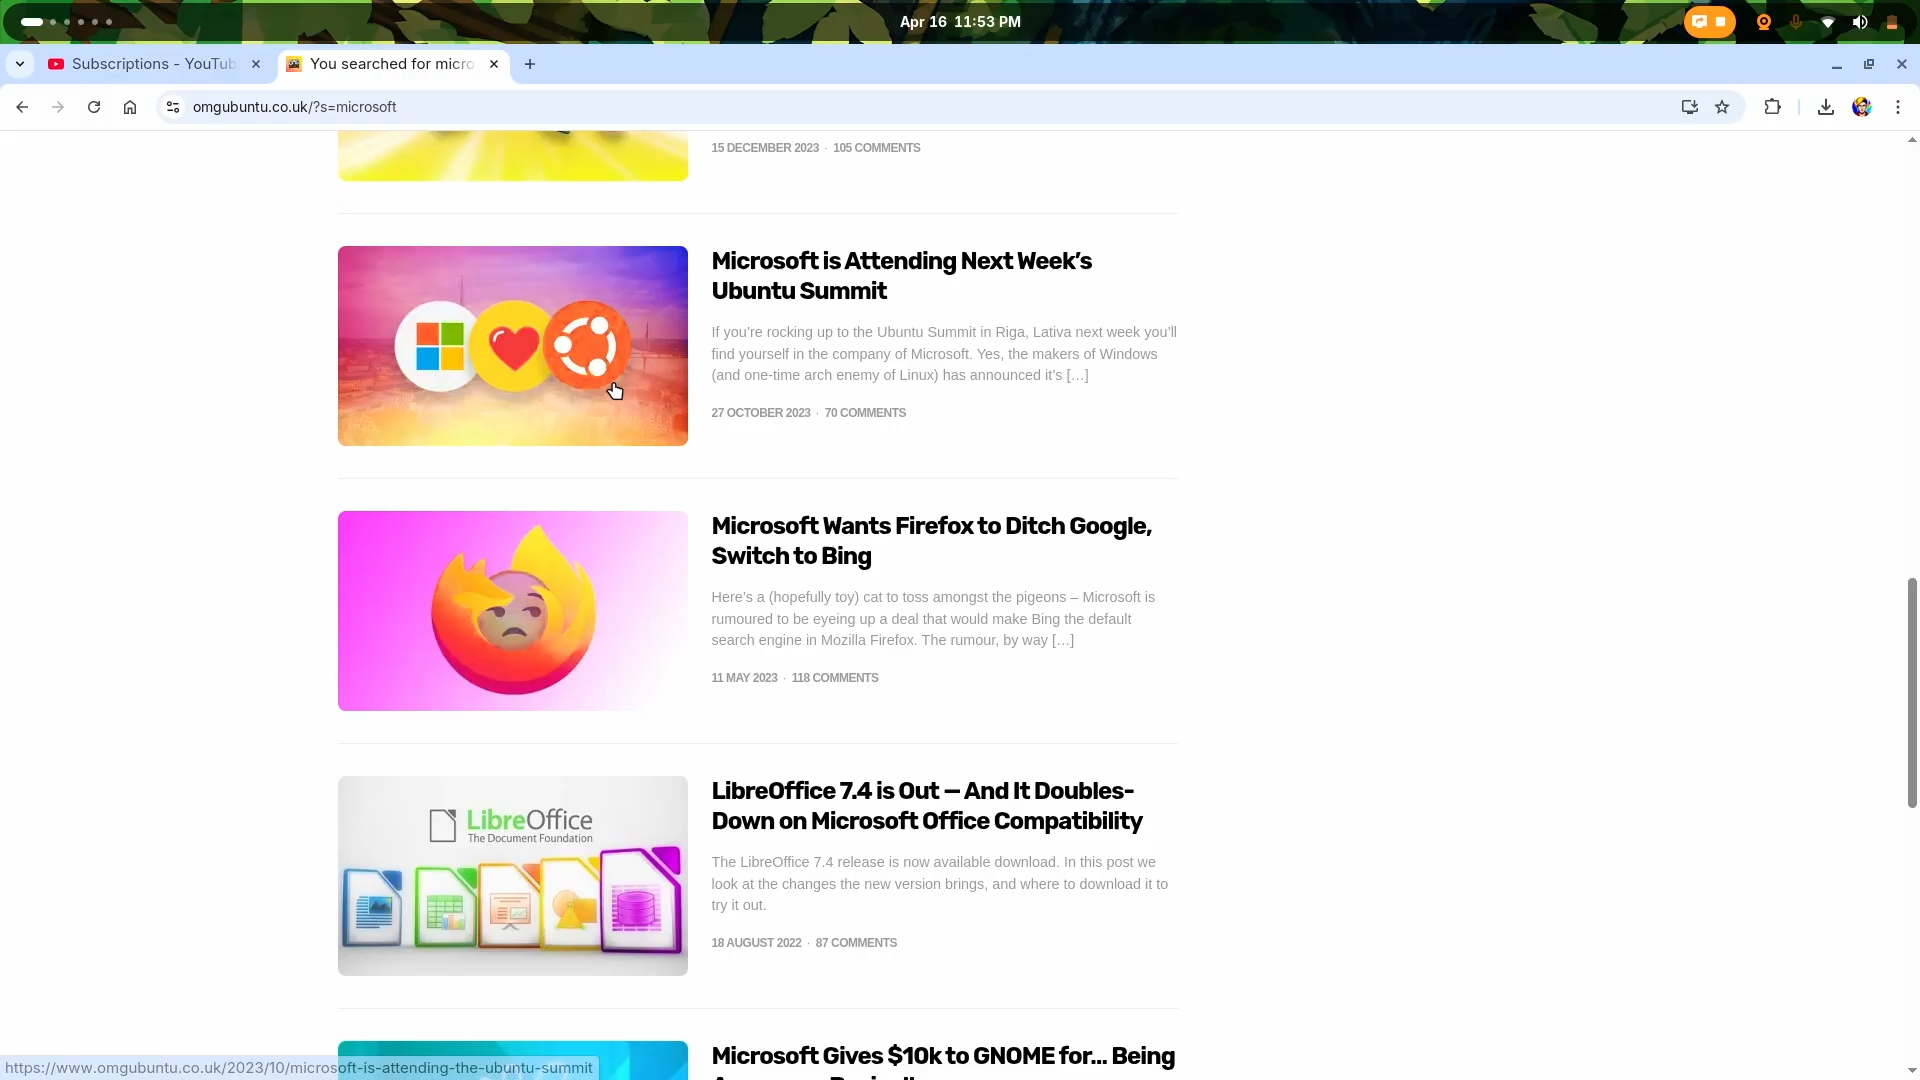 Apr 16 11:53 PM
Subscriptions - YouTub
You searched for micro
omgubuntu.co.uk/?s=microsoft
15 DECEMBER 2023 · 105 COMMENTS
Microsoft is Attending Next Week’s
Ubuntu Summit
If you’re rocking up to the Ubuntu Summit in Riga, Lativa next week you’ll
find yourself in the company of Microsoft. Yes, the makers of Windows
(and one-time arch enemy of Linux) has announced it’s […]
27 OCTOBER 2023 · 70 COMMENTS
Microsoft Wants Firefox to Ditch Google,
Switch to Bing
Here’s a (hopefully toy) cat to toss amongst the pigeons – Microsoft is
rumoured to be eyeing up a deal that would make Bing the default
search engine in Mozilla Firefox. The rumour, by way […]
11 MAY 2023 · 118 COMMENTS
LibreOffice
The Document Foundation
LibreOffice 7.4 is Out — And It Doubles-
Down on Microsoft Office Compatibility
The LibreOffice 7.4 release is now available download. In this post we
look at the changes the new version brings, and where to download it to
try it out.
18 AUGUST 2022 · 87 COMMENTS
Microsoft Gives $10k to GNOME for… Being
https://www.omgubuntu.co.uk/2023/10/microsoft-is-attending-the-ubuntu-summit